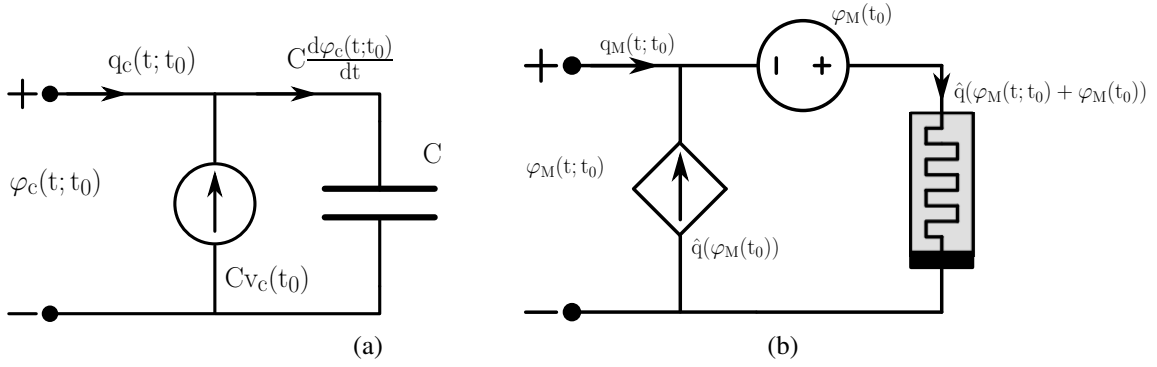 q_c(t; t_0)
C dφ_c(t;t_0)/dt
+
φ_c(t; t_0)
C
Cv_c(t_0)
−
(a)
φ_M(t_0)
q_M(t; t_0)
+
q̂(φ_M(t; t_0) + φ_M(t_0))
φ_M(t; t_0)
q̂(φ_M(t_0))
−
(b)